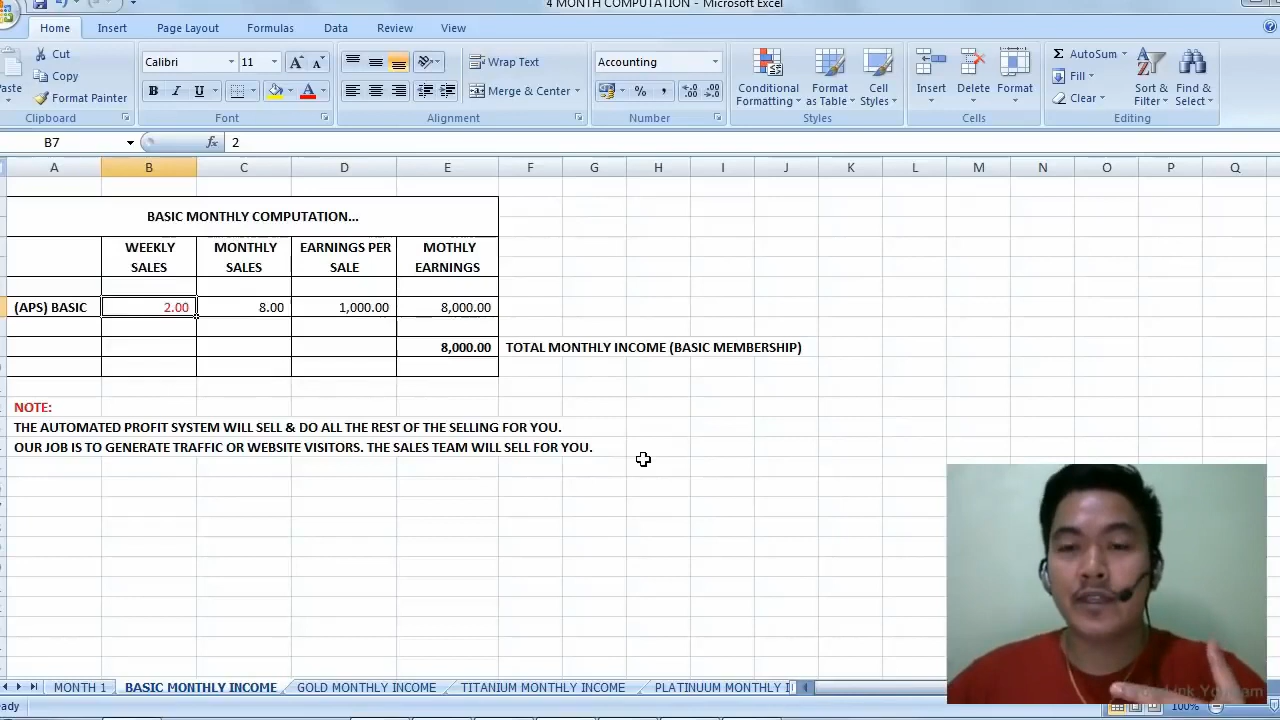 4 MONTH COMPUTATION - Microsoft Excel
Home Insert Page Layout Formulas Data Review View
Cut
Copy
Format Painter
Clipboard
Calibri 11
B I U
Font
Wrap Text
Merge & Center
Alignment
Accounting
Number
Conditional Formatting
Format as Table
Cell Styles
Styles
Insert Delete Format
Cells
AutoSum
Fill
Clear
Sort & Filter
Find & Select
Editing
B7 fx 2
A B C D E F G H I J K L M N O P Q
BASIC MONTHLY COMPUTATION...
WEEKLY SALES MONTHLY SALES EARNINGS PER SALE MOTHLY EARNINGS
(APS) BASIC 2.00 8.00 1,000.00 8,000.00
8,000.00 TOTAL MONTHLY INCOME (BASIC MEMBERSHIP)
NOTE:
THE AUTOMATED PROFIT SYSTEM WILL SELL & DO ALL THE REST OF THE SELLING FOR YOU.
OUR JOB IS TO GENERATE TRAFFIC OR WEBSITE VISITORS. THE SALES TEAM WILL SELL FOR YOU.
MONTH 1 BASIC MONTHLY INCOME GOLD MONTHLY INCOME TITANIUM MONTHLY INCOME PLATINUUM MONTHLY I
100%